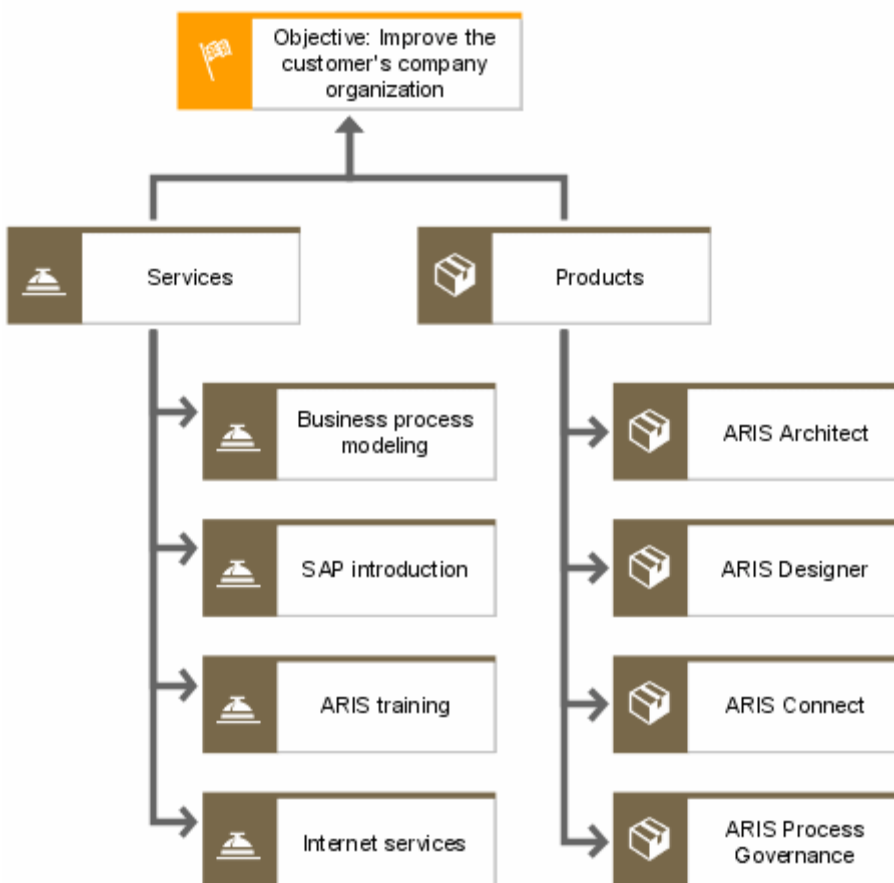 Objective: Improve the
customer's company
organization
Services
Products
Business process
modeling
ARIS Architect
SAP introduction
ARIS Designer
ARIS training
ARIS Connect
Internet services
ARIS Process
Governance